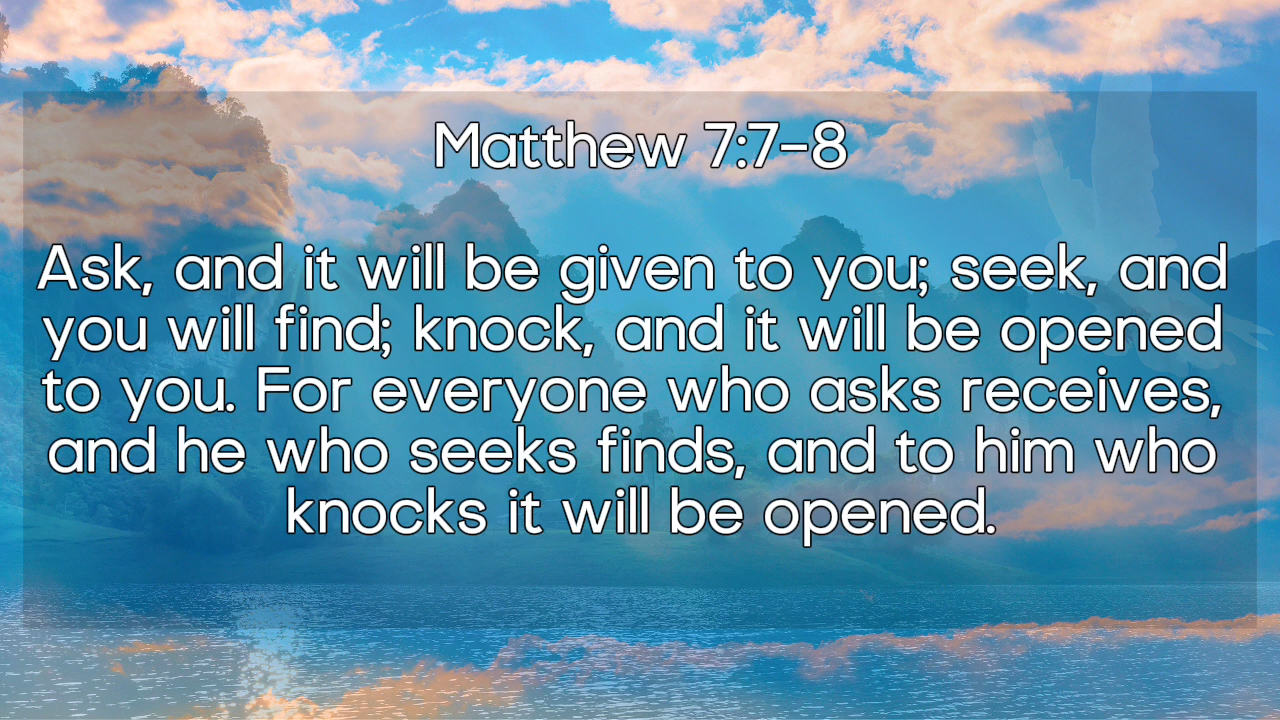 Matthew 7:7-8
Ask, and it will be given to you; seek, and
you will find; knock, and it will be opened
to you. For everyone who asks receives,
and he who seeks finds, and to him who
knocks it will be opened.